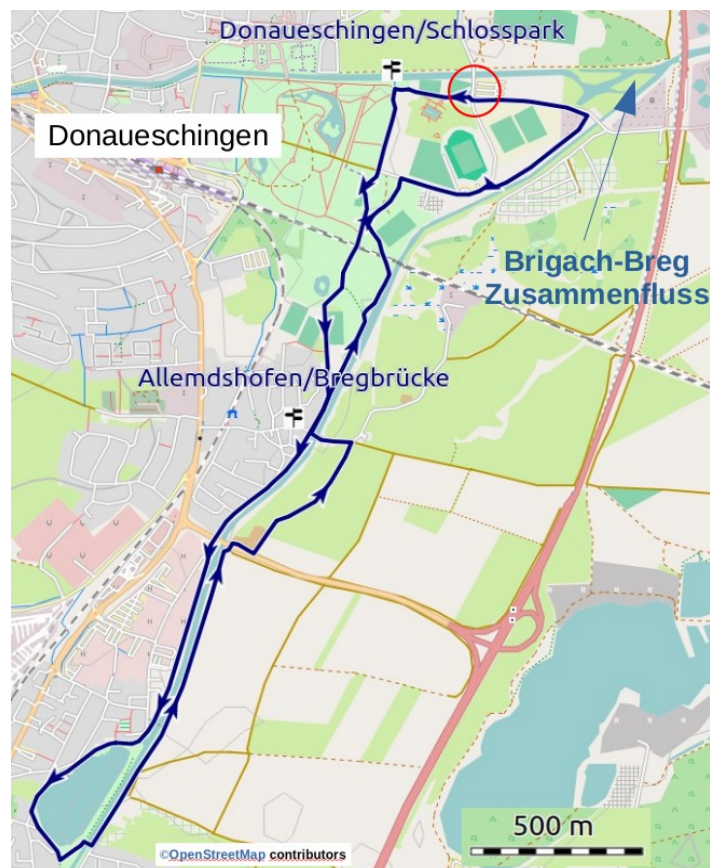 Donaueschingen/Schlosspark
Donaueschingen
Brigach-Breg
Zusammenfluss
Allemdshofen/Bregbrücke
500 m
©OpenStreetMap contributors